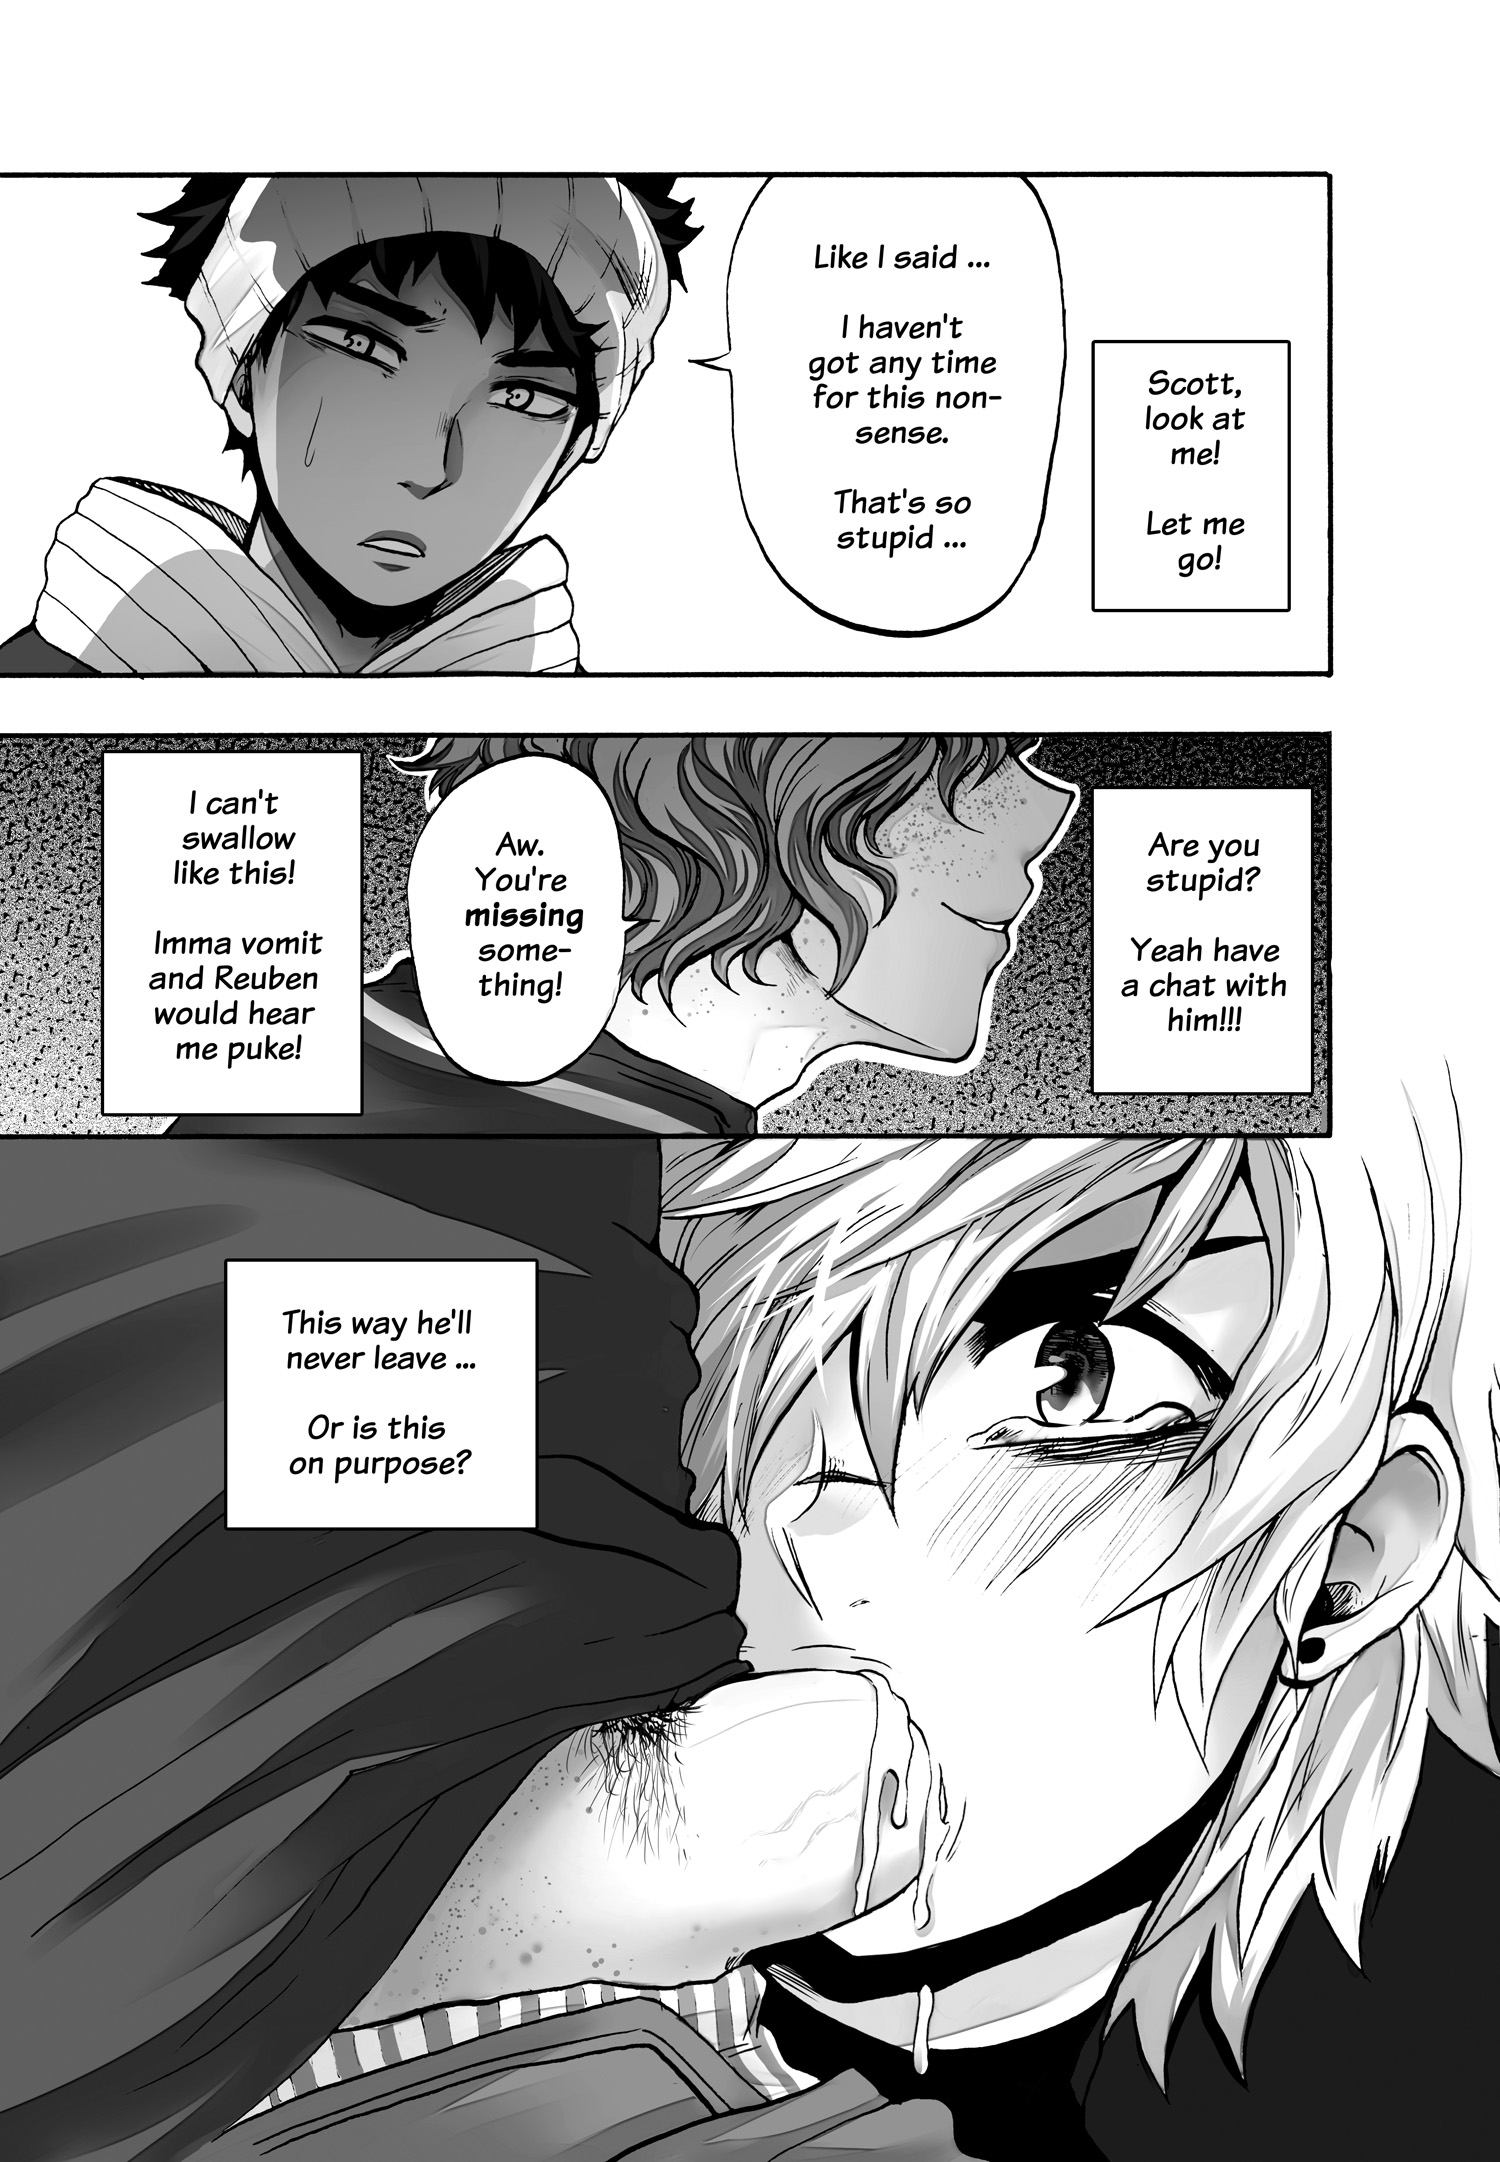 Like I said ...
I haven't
got any time
for this non-
sense.
That's so
stupid ...
Scott,
look at
me!
Let me
go!
I can't
swallow
like this!
Imma vomit
and Reuben
would hear
me puke!
Aw.
You're
missing
some-
thing!
Are you
stupid?
Yeah have
a chat with
him!!!
This way he'll
never leave ...
Or is this
on purpose?